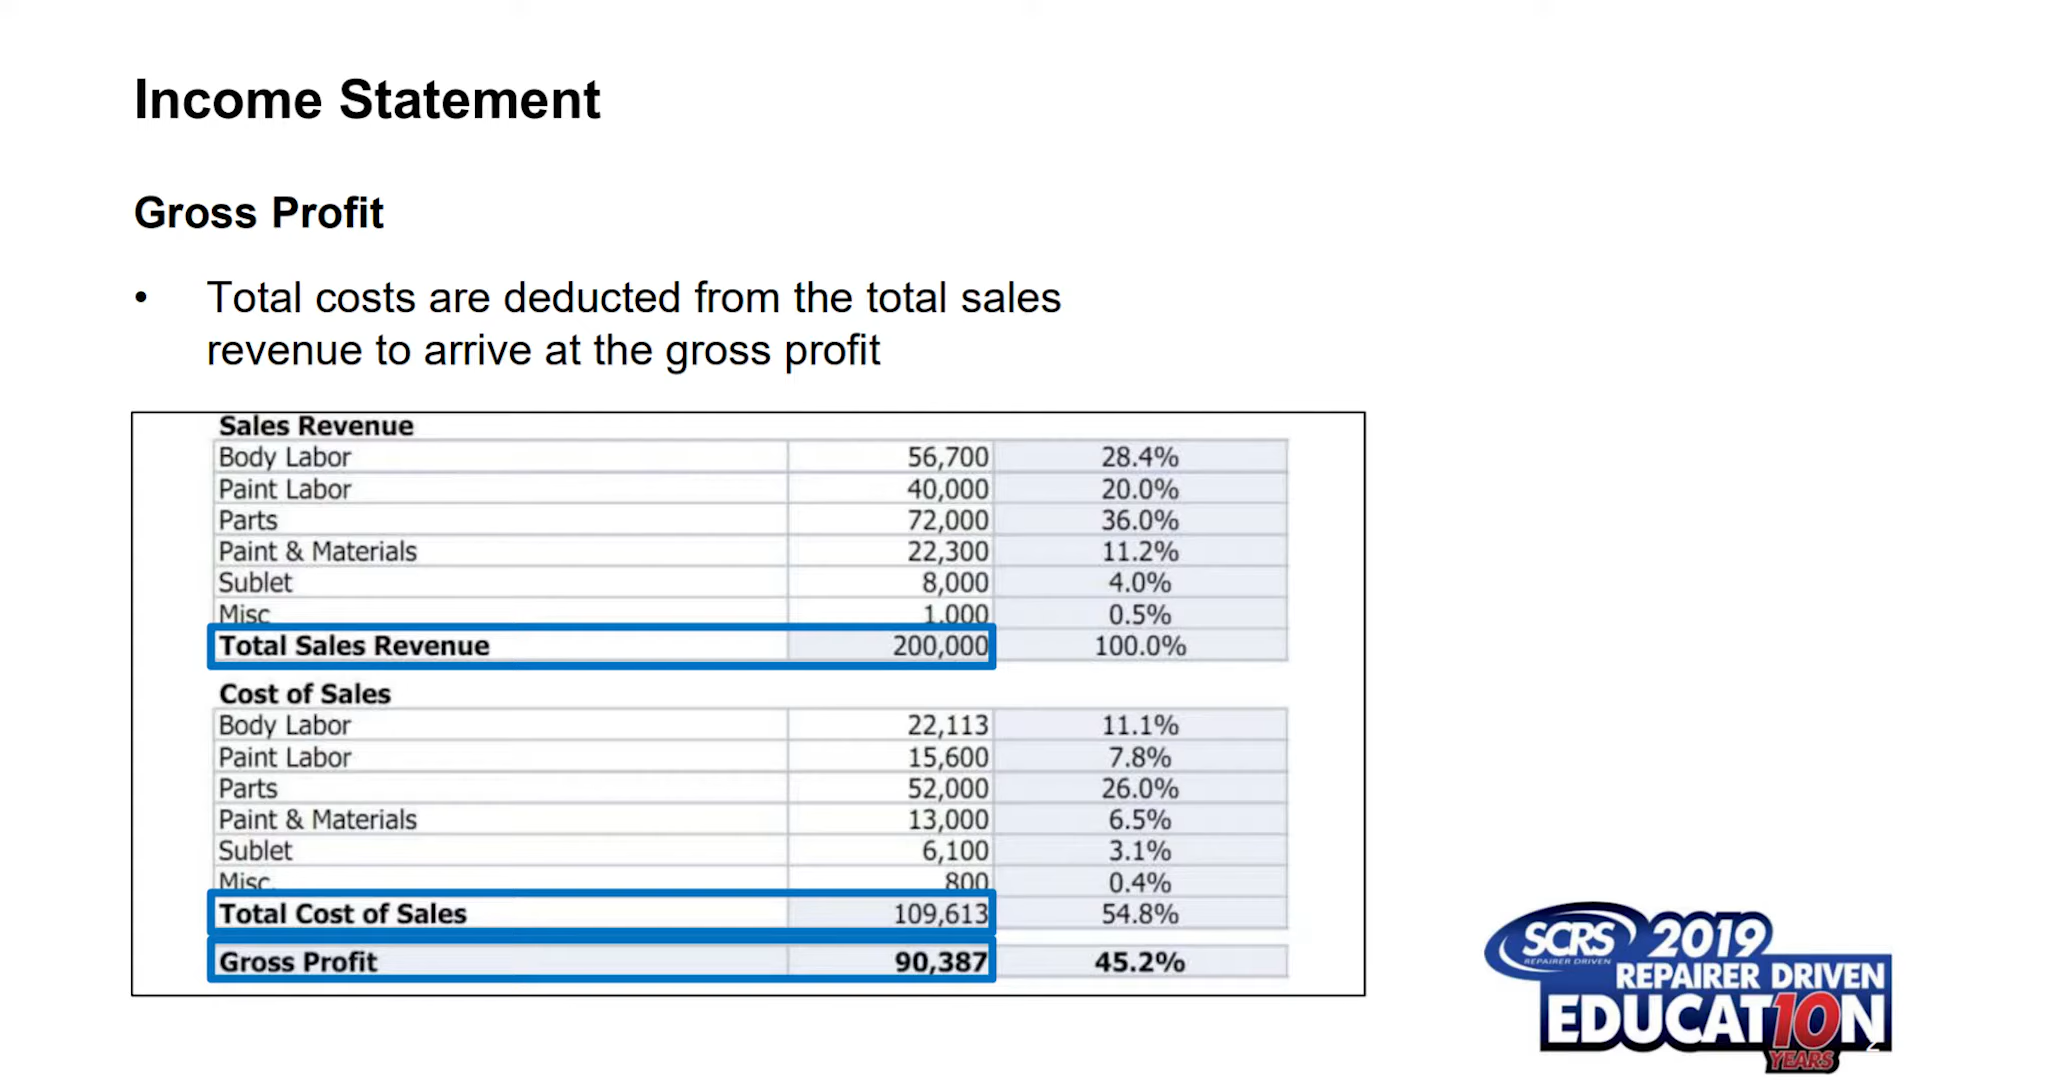 Income Statement
Gross Profit
• Total costs are deducted from the total sales
revenue to arrive at the gross profit
Sales Revenue
Body Labor 56,700 28.4%
Paint Labor 40,000 20.0%
Parts 72,000 36.0%
Paint & Materials 22,300 11.2%
Sublet 8,000 4.0%
Misc 1,000 0.5%
Total Sales Revenue 200,000 100.0%
Cost of Sales
Body Labor 22,113 11.1%
Paint Labor 15,600 7.8%
Parts 52,000 26.0%
Paint & Materials 13,000 6.5%
Sublet 6,100 3.1%
Misc. 800 0.4%
Total Cost of Sales 109,613 54.8%
Gross Profit 90,387 45.2%
SCRS 2019
REPAIRER DRIVEN
REPAIRER DRIVEN
EDUCAT10N
YEARS
2